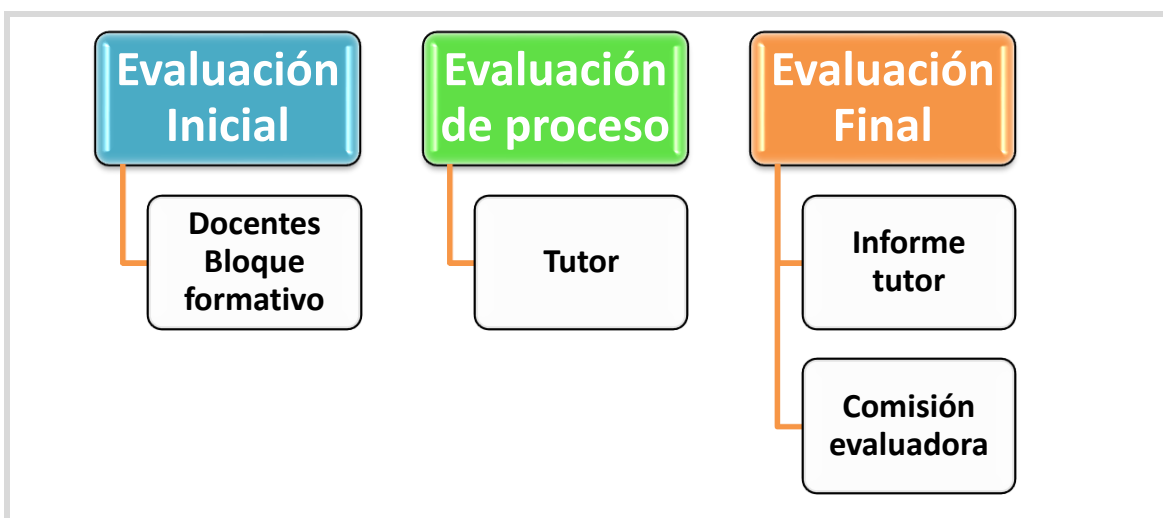 Evaluación
Inicial
Docentes
Bloque
formativo
Evaluación
de proceso
Tutor
Evaluación
Final
Informe
tutor
Comisión
evaluadora